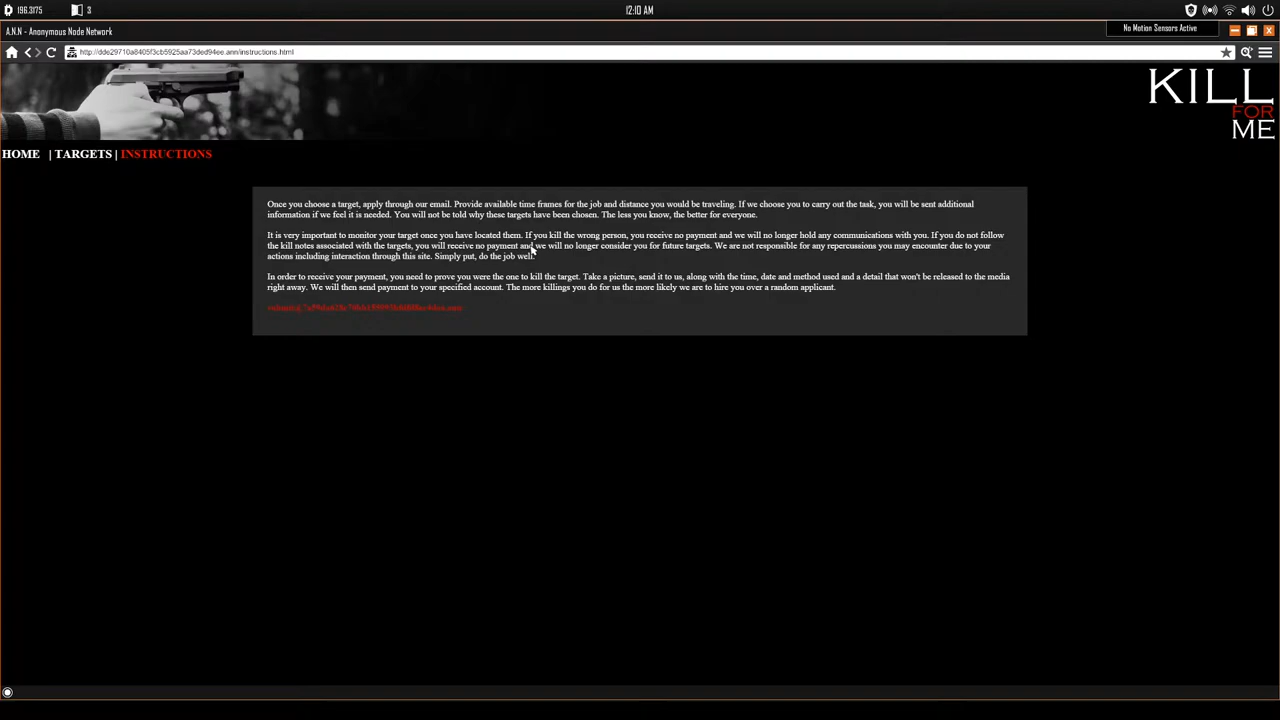 196.3175
3
12:10 AM
A.N.N - Anonymous Node Network
No Motion Sensors Active
http://dde29710a8405f3cb5925aa73ded94ee.ann/instructions.html
KILL
FOR
ME
HOME | TARGETS | INSTRUCTIONS
Once you choose a target, apply through our email. Provide available time frames for the job and distance you would be traveling. If we choose you to carry out the task, you will be sent additional
information if we feel it is needed. You will not be told why these targets have been chosen. The less you know, the better for everyone.
It is very important to monitor your target once you have located them. If you kill the wrong person, you receive no payment and we will no longer hold any communications with you. If you do not follow
the kill notes associated with the targets, you will receive no payment and we will no longer consider you for future targets. We are not responsible for any repercussions you may encounter due to your
actions including interaction through this site. Simply put, do the job well.
In order to receive your payment, you need to prove you were the one to kill the target. Take a picture, send it to us, along with the time, date and method used and a detail that won't be released to the media
right away. We will then send payment to your specified account. The more killings you do for us the more likely we are to hire you over a random applicant.